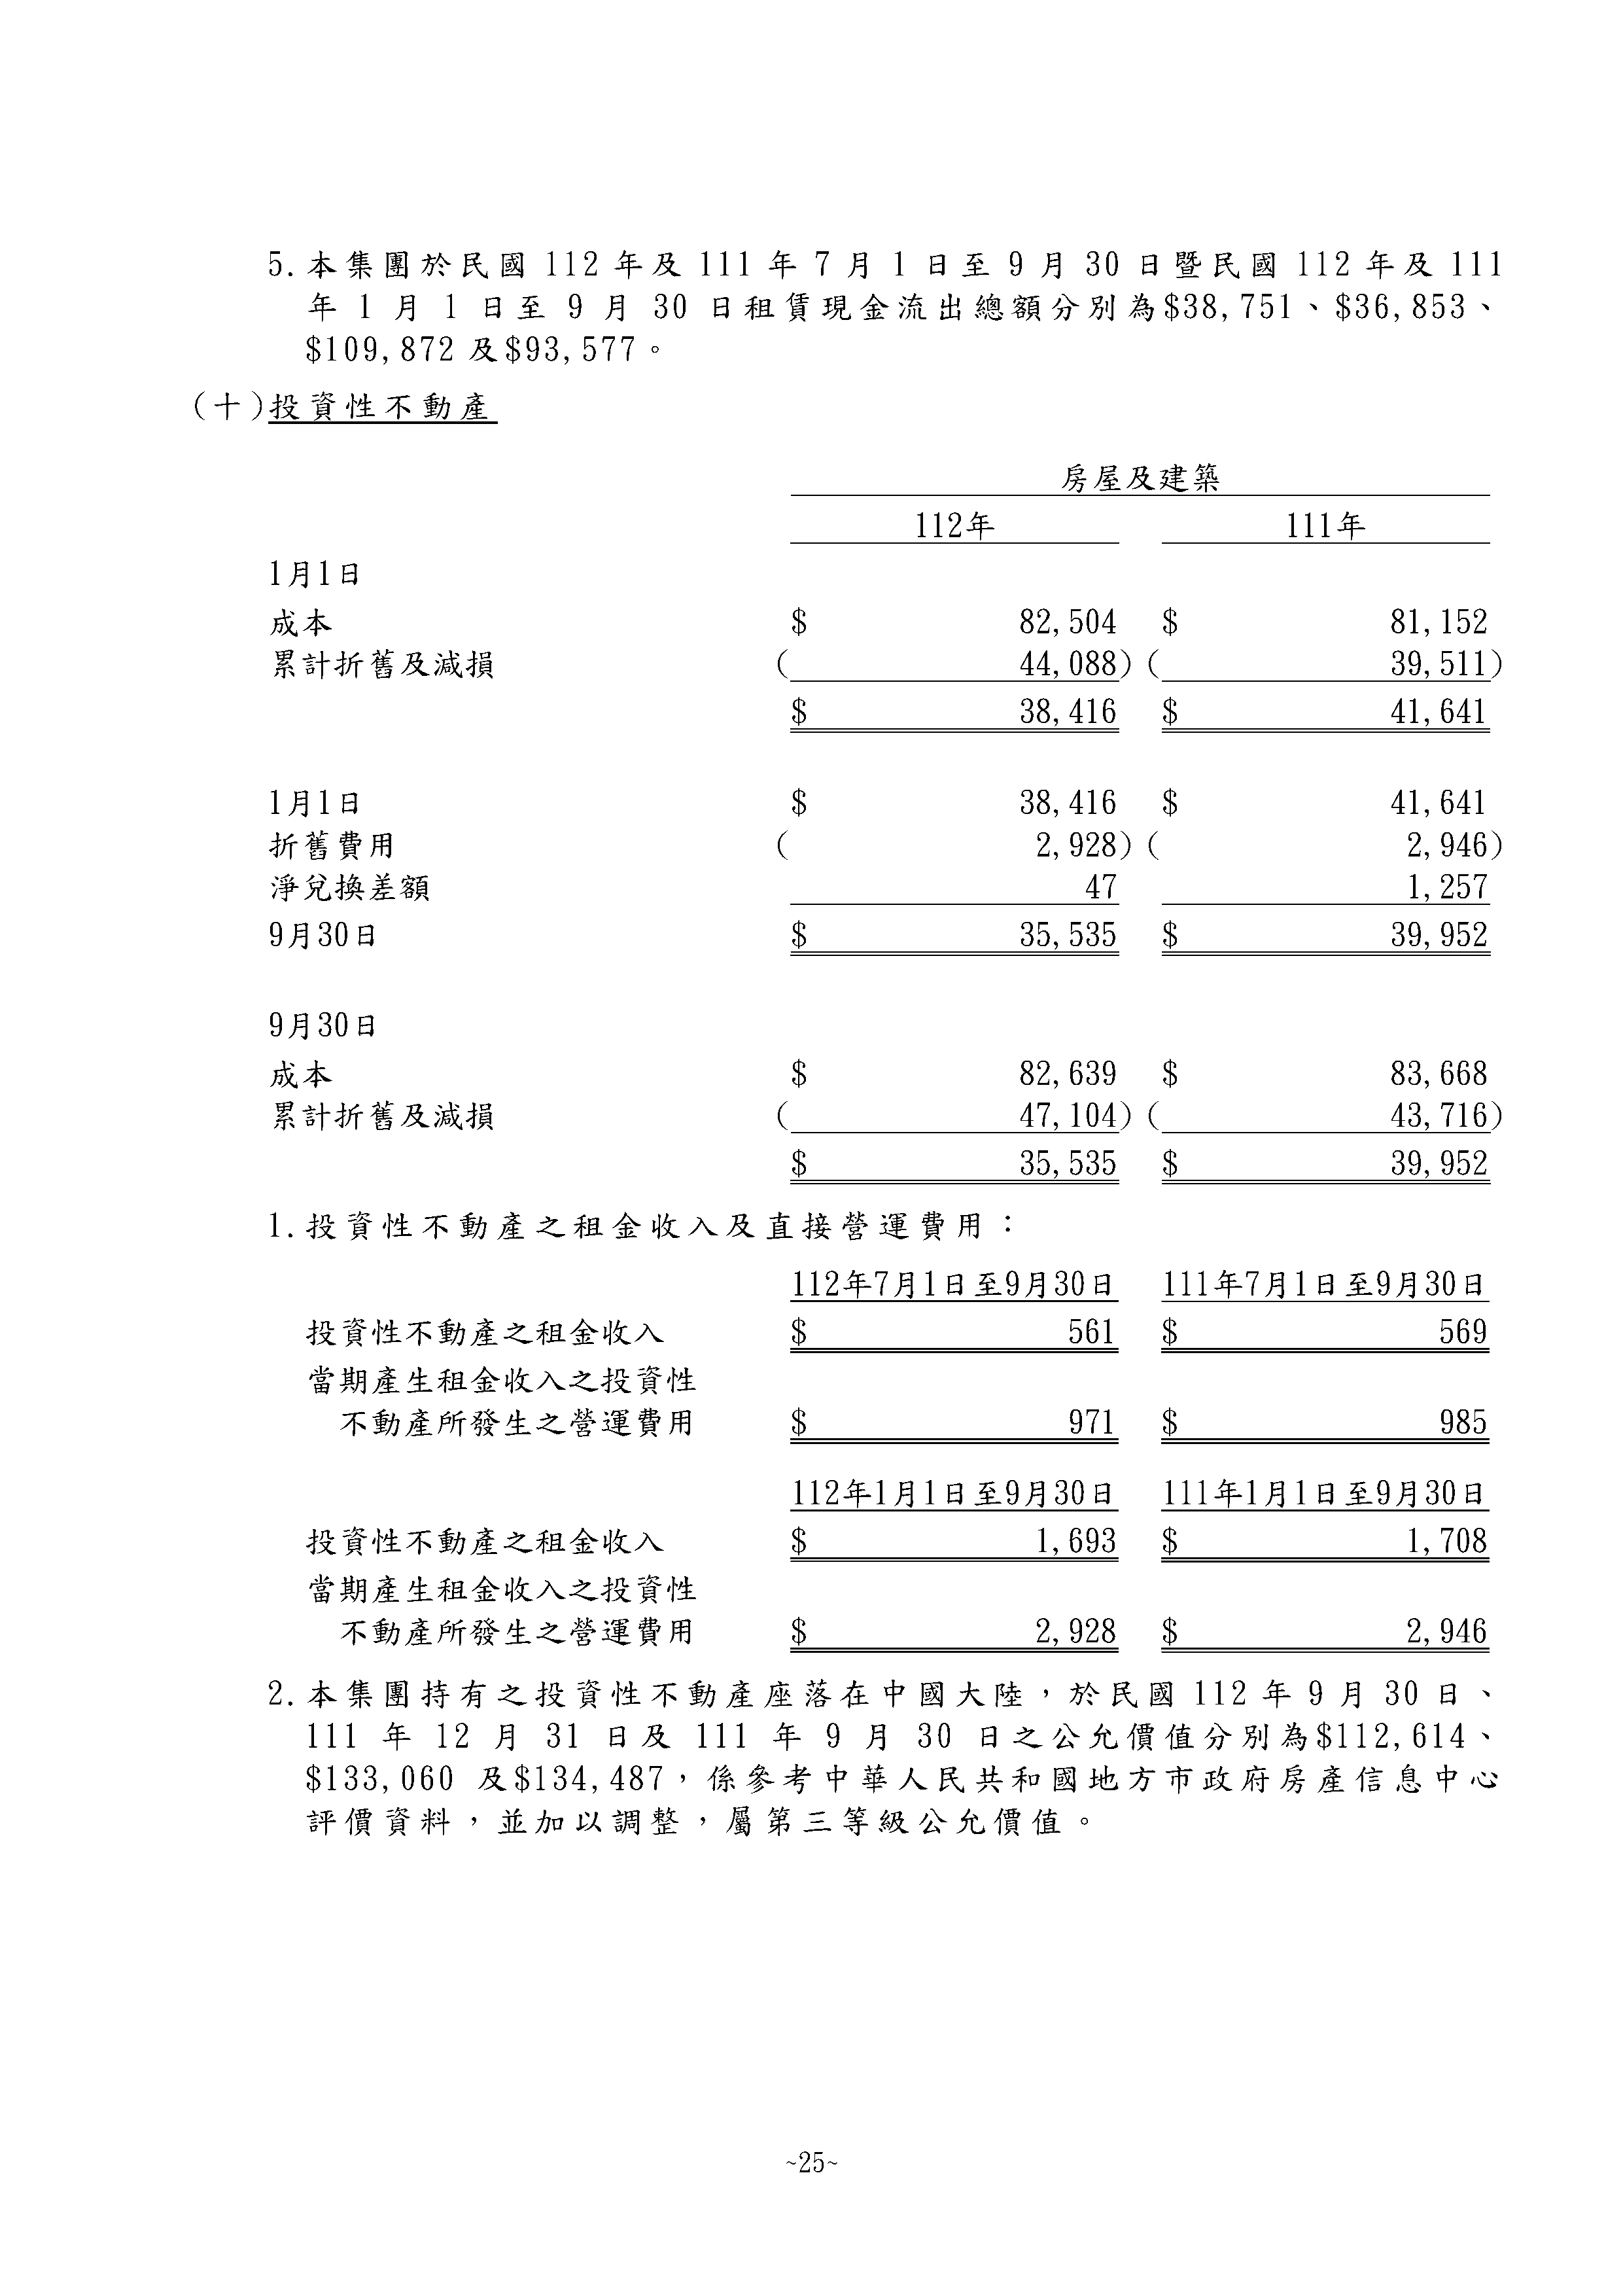 5.本集團於民國 112 年及 111 年 7 月 1 日至 9 月 30 日暨民國 112 年及 111
年 1 月 1 日至 9 月 30 日租賃現金流出總額分別為$38,751、$36,853、
$109,872 及$93,577。
(十)投資性不動產
房屋及建築
112年 111年
1月1日
成本 $ 82,504 $ 81,152
累計折舊及減損 ( 44,088) ( 39,511)
$ 38,416 $ 41,641
1月1日 $ 38,416 $ 41,641
折舊費用 ( 2,928) ( 2,946)
淨兌換差額 47 1,257
9月30日 $ 35,535 $ 39,952
9月30日
成本 $ 82,639 $ 83,668
累計折舊及減損 ( 47,104) ( 43,716)
$ 35,535 $ 39,952
1.投資性不動產之租金收入及直接營運費用：
112年7月1日至9月30日 111年7月1日至9月30日
投資性不動產之租金收入 $ 561 $ 569
當期產生租金收入之投資性
不動產所發生之營運費用 $ 971 $ 985
112年1月1日至9月30日 111年1月1日至9月30日
投資性不動產之租金收入 $ 1,693 $ 1,708
當期產生租金收入之投資性
不動產所發生之營運費用 $ 2,928 $ 2,946
2.本集團持有之投資性不動產座落在中國大陸，於民國 112 年 9 月 30 日、
111 年 12 月 31 日及 111 年 9 月 30 日之公允價值分別為$112,614、
$133,060 及$134,487，係參考中華人民共和國地方市政府房產信息中心
評價資料，並加以調整，屬第三等級公允價值。
~25~